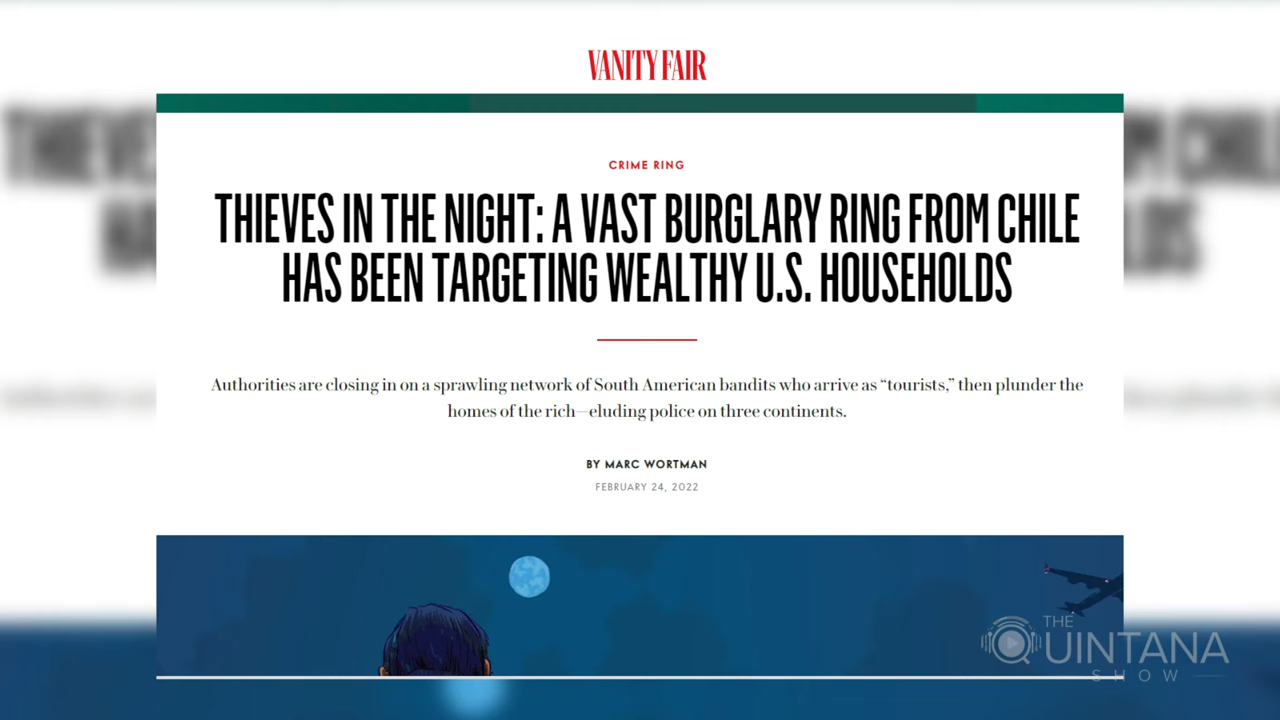 VANITY FAIR
CRIME RING
THIEVES IN THE NIGHT: A VAST BURGLARY RING FROM CHILE
HAS BEEN TARGETING WEALTHY U.S. HOUSEHOLDS
Authorities are closing in on a sprawling network of South American bandits who arrive as “tourists,” then plunder the
homes of the rich—eluding police on three continents.
BY MARC WORTMAN
FEBRUARY 24, 2022
THE
QUINTANA
SHOW